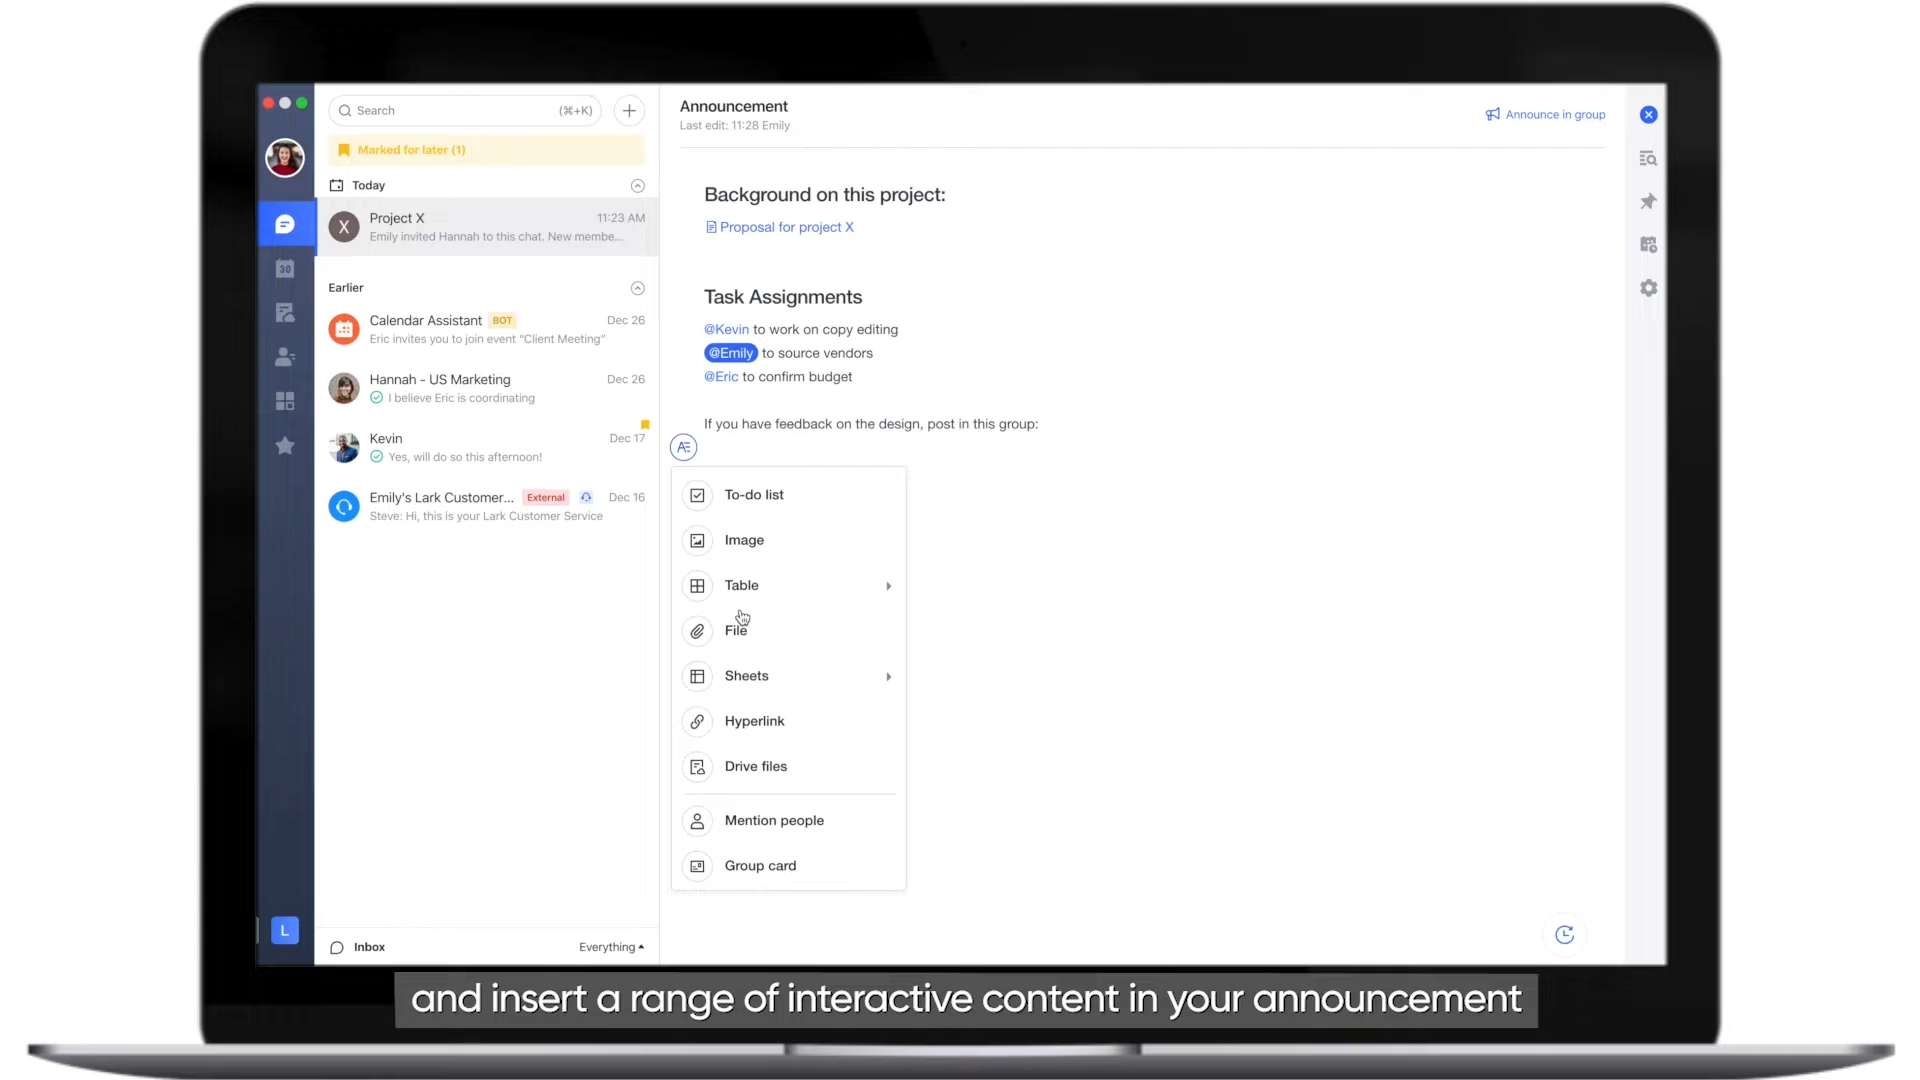 Search (⌘+K)
Marked for later (1)
Today
X
Project X 11:23 AM
Emily invited Hannah to this chat. New membe...
30
Earlier
Calendar Assistant BOT Dec 26
Eric invites you to join event “Client Meeting”
Hannah - US Marketing Dec 26
I believe Eric is coordinating
Kevin Dec 17
Yes, will do so this afternoon!
Emily's Lark Customer... External Dec 16
Steve: Hi, this is your Lark Customer Service
L
Inbox Everything
Announcement
Last edit: 11:28 Emily
Announce in group
Background on this project:
Proposal for project X
Task Assignments
@Kevin to work on copy editing
@Emily to source vendors
@Eric to confirm budget
If you have feedback on the design, post in this group:
To-do list
Image
Table
File
Sheets
Hyperlink
Drive files
Mention people
Group card
and insert a range of interactive content in your announcement